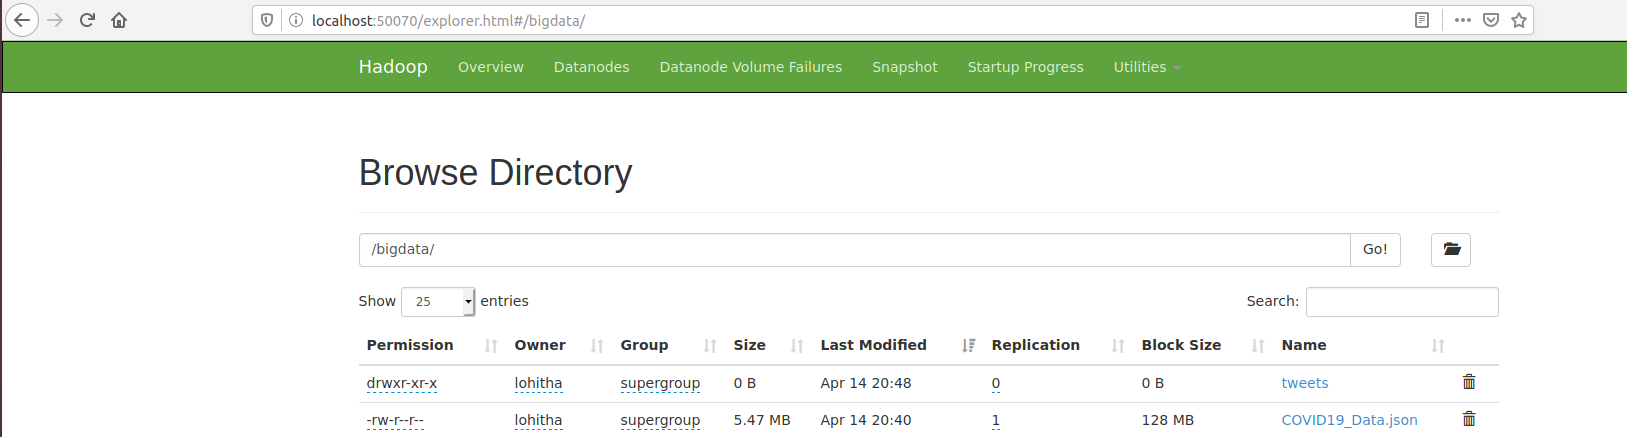 localhost:50070/explorer.html#/bigdata/
Hadoop Overview Datanodes Datanode Volume Failures Snapshot Startup Progress Utilities
Browse Directory
/bigdata/ Go!
Show 25 entries Search:
Permission Owner Group Size Last Modified Replication Block Size Name
drwxr-xr-x lohitha supergroup 0 B Apr 14 20:48 0 0 B tweets
-rw-r--r-- lohitha supergroup 5.47 MB Apr 14 20:40 1 128 MB COVID19_Data.json